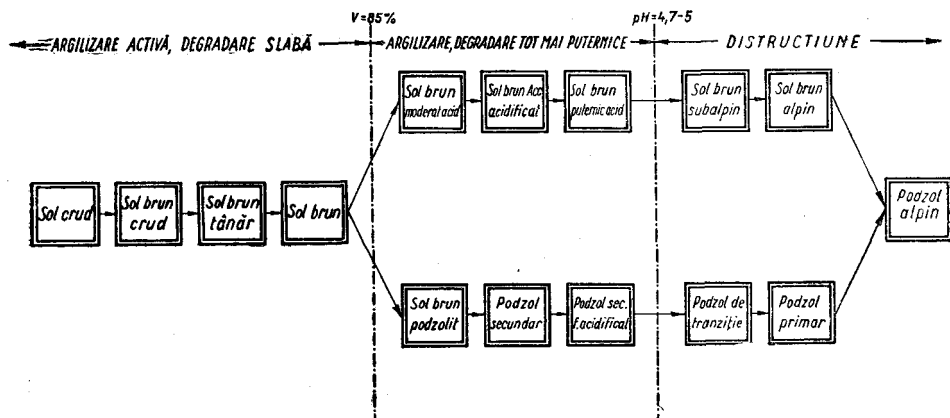 V=85%
pH=4,7-5
ARGILIZARE ACTIVĂ, DEGRADARE SLABĂ
ARGILIZARE, DEGRADARE TOT MAI PUTERNICE
DISTRUCTIUNE
Sol brun
moderat acid
Sol brun Acc
acidificat
Sol brun
puternic acid
Sol brun
subalpin
Sol brun
alpin
Sol crud
Sol brun
crud
Sol brun
tânăr
Sol brun
Podzol
alpin
Sol brun
podzolit
Podzol
secundar
Podzol sec.
f.acidificat
Podzol de
tranziție
Podzol
primar